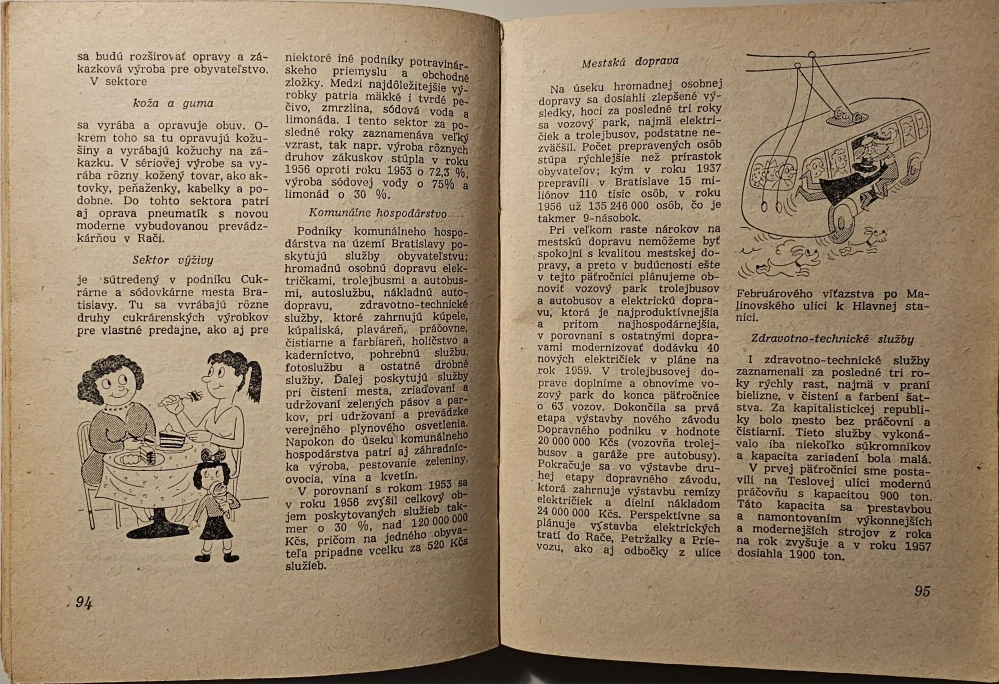 sa budú rozširovať opravy a zá-
kazková výroba pre obyvateľstvo.
V sektore
koža a guma
sa vyrába a opravuje obuv. O-
krem toho sa tu opravujú kožu-
šiny a vyrábajú kožuchy na zá-
kazku. V sériovej výrobe sa vy-
rába rôzny kožený tovar, ako ak-
tovky, peňaženky, kabelky a po-
dobne. Do tohto sektora patrí
aj oprava pneumatík s novou
moderne vybudovanou prevádz-
kárňou v Rači.
Sektor výživy
je sútredený v podniku Cuk-
rárne a sódovkárne mesta Bra-
tislavy. Tu sa vyrábajú rôzne
druhy cukrárenských výrobkov
pre vlastné predajne, ako aj pre
94
niektoré iné podniky potravinár-
skeho priemyslu a obchodné
zložky. Medzi najdôležitejšie vý-
robky patria mäkké i tvrdé pe-
čivo, zmrzlina, sódová voda a
limonáda. I tento sektor za po-
sledné roky zaznamenáva veľký
vzrast, tak napr. výroba rôznych
druhov zákuskov stúpla v roku
1956 oproti roku 1953 o 72,3 %,
výroba sódovej vody o 75% a
limonád o 30 %.
Komunálne hospodárstvo
Podniky komunálneho hospo-
dárstva na území Bratislavy po-
skytujú služby obyvateľstvu:
hromadnú osobnú dopravu elek-
tričkami, trolejbusmi a autobus-
mi, autoslužbu, nákladnú auto-
dopravu, zdravotno-technické
služby, ktoré zahrnujú kúpele,
kúpaliská, plaváreň, práčovne,
čistiarne a farbiareň, holičstvo a
kaderníctvo, pohrebnú službu,
fotoslužbu a ostatné drobné
služby. Ďalej poskytujú služby
pri čistení mesta, zriaďovaní a
udržovaní zelených pásov a par-
kov, pri udržovaní a prevádzke
verejného plynového osvetlenia.
Napokon do úseku komunálneho
hospodárstva patrí aj záhradníc-
ka výroba, pestovanie zeleniny,
ovocia, vína a kvetín.
V porovnaní s rokom 1953 sa
v roku 1956 zvýšil celkový ob-
jem poskytovaných služieb tak-
mer o 30 %, nad 120 000 000
Kčs, pričom na jedného obyva-
teľa pripadne vcelku za 520 Kčs
služieb.
Mestská doprava
Na úseku hromadnej osobnej
dopravy sa dosiahli zlepšené vý-
sledky, hoci za posledné tri roky
sa vozový park, najmä elektri-
čiek a trolejbusov, podstatne ne-
zväčšil. Počet prepravených osôb
stúpa rýchlejšie než prírastok
obyvateľov; kým v roku 1937
prepravili v Bratislave 15 mi-
liónov 110 tisíc osôb, v roku
1956 už 135 246 000 osôb, čo je
takmer 9-násobok.
Pri veľkom raste nárokov na
mestskú dopravu nemôžeme byť
spokojní s kvalitou mestskej do-
pravy, a preto v budúcnosti ešte
v tejto päťročnici plánujeme ob-
noviť vozový park trolejbusov
a autobusov a elektrickú dopra-
vu, ktorá je najproduktívnejšia
a pritom najhospodárnejšia,
v porovnaní s ostatnými dopra-
vami modernizovať dodávku 40
nových električiek v pláne na
rok 1959. V trolejbusovej do-
prave doplníme a obnovíme vo-
zový park do konca päťročnice
o 63 vozov. Dokončila sa prvá
etapa výstavby nového závodu
Dopravného podniku v hodnote
20 000 000 Kčs (vozovňa trolej-
busov a garáže pre autobusy).
Pokračuje sa vo výstavbe dru-
hej etapy dopravného závodu,
ktorá zahrnuje výstavbu remízy
električiek a dielní nákladom
24 000 000 Kčs. Perspektívne sa
plánuje výstavba elektrických
tratí do Rače, Petržalky a Prie-
vozu, ako aj odbočky z ulice
Februárového víťazstva po Ma-
linovského ulici k Hlavnej sta-
nici.
Zdravotno-technické služby
I zdravotno-technické služby
zaznamenali za posledné tri ro-
ky rýchly rast, najmä v praní
bielizne, v čistení a farbení šat-
stva. Za kapitalistickej republi-
ky bolo mesto bez práčovní a
čistiarní. Tieto služby vykoná-
valo iba niekoľko súkromníkov
a kapacita zariadení bola malá.
V prvej päťročnici sme posta-
vili na Teslovej ulici modernú
práčovňu s kapacitou 900 ton.
Táto kapacita sa prestavbou
a namontovaním výkonnejších
a modernejších strojov z roka
na rok zvyšuje a v roku 1957
dosiahla 1900 ton.
95